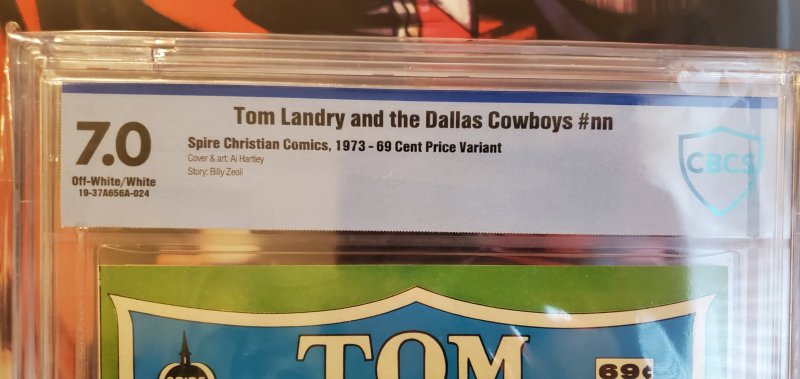 Tom Landry and the Dallas Cowboys #nn
7.0
Spire Christian Comics, 1973 - 69 Cent Price Variant
Cover & art: Al Hartley
Story: Billy Zeoli
Off-White/White
19-37A656A-024
CBCS
TOM
69¢
SPIRE